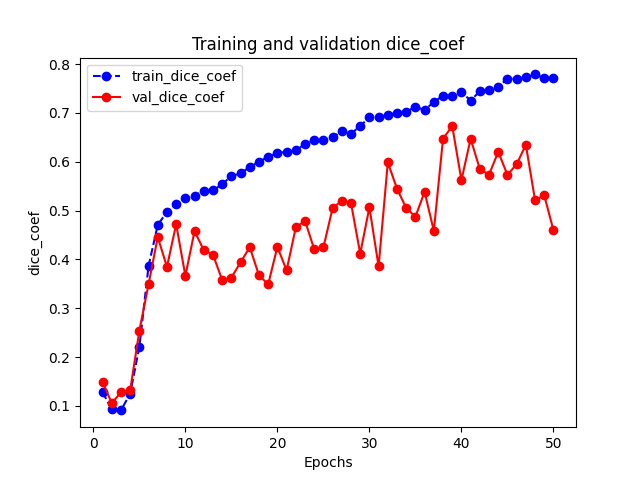 Training and validation dice_coef
train_dice_coef
val_dice_coef
dice_coef
0.8
0.7
0.6
0.5
0.4
0.3
0.2
0.1
0 10 20 30 40 50
Epochs